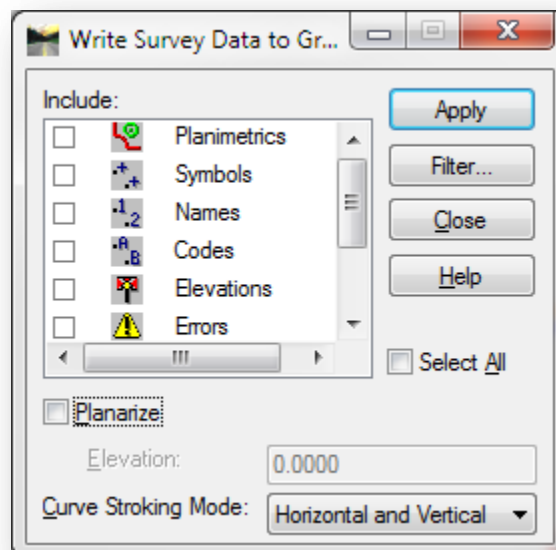 Write Survey Data to Gr...
Include:
Planimetrics
Symbols
Names
Codes
Elevations
Errors
Apply
Filter...
Close
Help
Select All
Planarize
Elevation: 0.0000
Curve Stroking Mode: Horizontal and Vertical